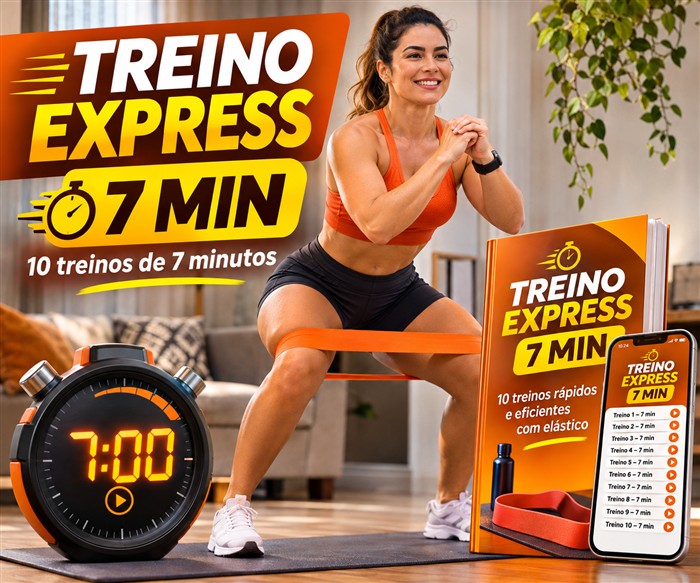 TREINO
EXPRESS
7 MIN
10 treinos de 7 minutos
7:00
TREINO
EXPRESS
7 MIN
10 treinos rápidos
e eficientes
com elástico
TREINO
EXPRESS
7 MIN
Treino 1 – 7 min
Treino 2 – 7 min
Treino 3 – 7 min
Treino 4 – 7 min
Treino 5 – 7 min
Treino 6 – 7 min
Treino 7 – 7 min
Treino 8 – 7 min
Treino 9 – 7 min
Treino 10 – 7 min